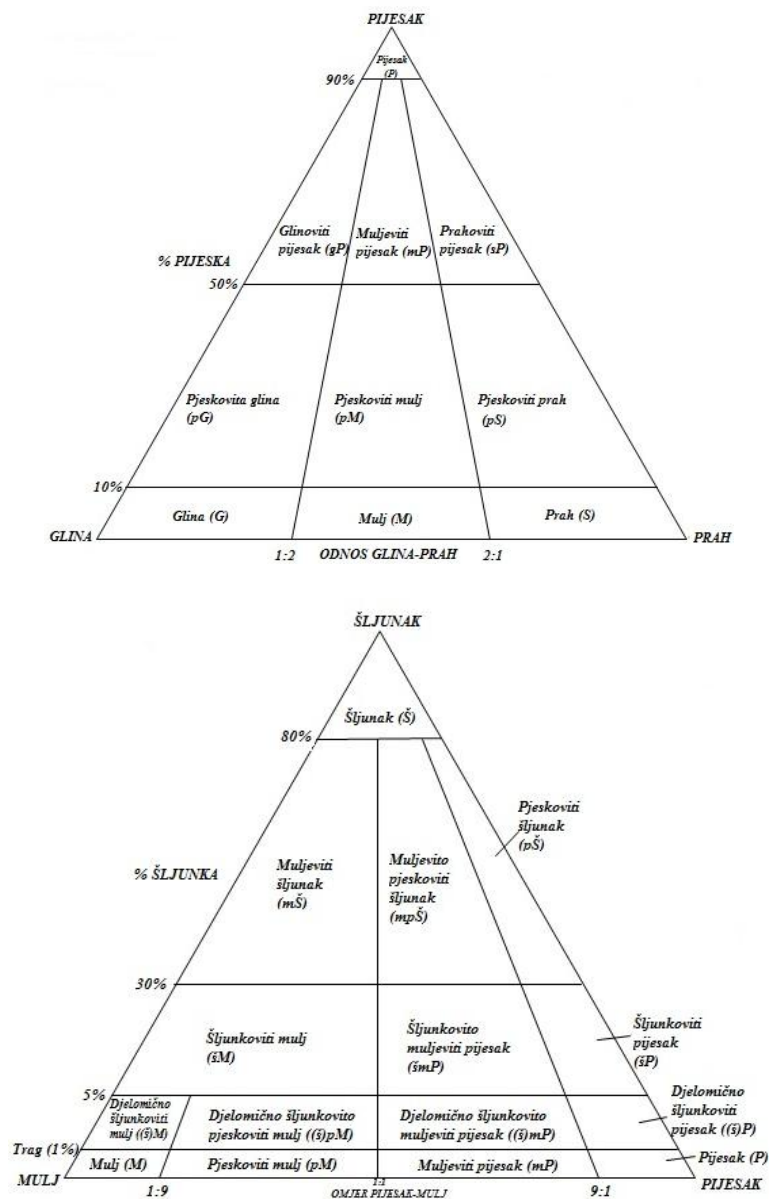 PIJESAK
Pijesak
(P)
90%
Glinoviti
pijesak (gP)
Muljeviti
pijesak (mP)
Prahoviti
pijesak (sP)
% PIJESKA
50%
Pjeskovita glina
(pG)
Pjeskoviti mulj
(pM)
Pjeskoviti prah
(pS)
10%
Glina (G)
Mulj (M)
Prah (S)
GLINA
PRAH
1:2
ODNOS GLINA-PRAH
2:1
ŠLJUNAK
Šljunak (Š)
80%
Pjeskoviti
šljunak
(pŠ)
% ŠLJUNKA
Muljeviti
šljunak
(mŠ)
Muljevito
pjeskoviti
šljunak
(mpŠ)
30%
Šljunkoviti mulj
(šM)
Šljunkovito
muljeviti pijesak
(šmP)
Šljunkoviti
pijesak
(šP)
5%
Djelomično
šljunkoviti
mulj ((š)M)
Djelomično šljunkovito
pjeskoviti mulj ((š)pM)
Djelomično šljunkovito
muljeviti pijesak ((š)mP)
Djelomično
šljunkoviti
pijesak ((š)P)
Trag (1%)
Mulj (M)
Pjeskoviti mulj (pM)
Muljeviti pijesak (mP)
Pijesak (P)
MULJ
PIJESAK
1:9
1:1
9:1
OMJER PIJESAK-MULJ